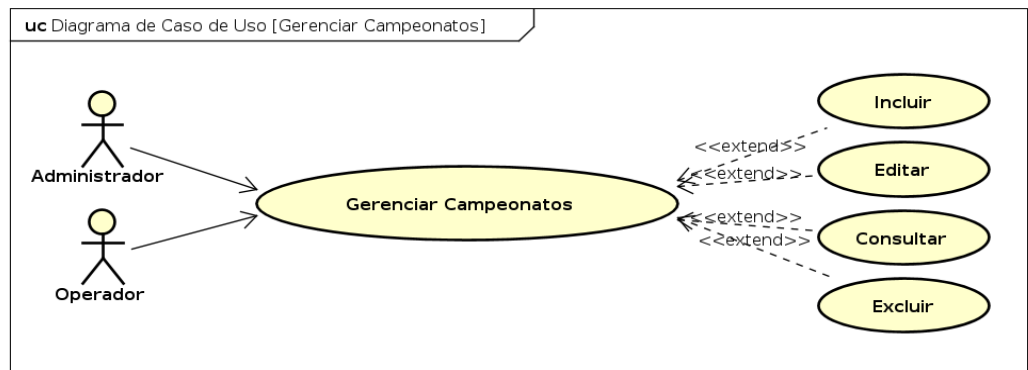 uc Diagrama de Caso de Uso [Gerenciar Campeonatos]
Administrador
Operador
Gerenciar Campeonatos
<<extend>>
<<extend>>
<<extend>>
<<extend>>
Incluir
Editar
Consultar
Excluir